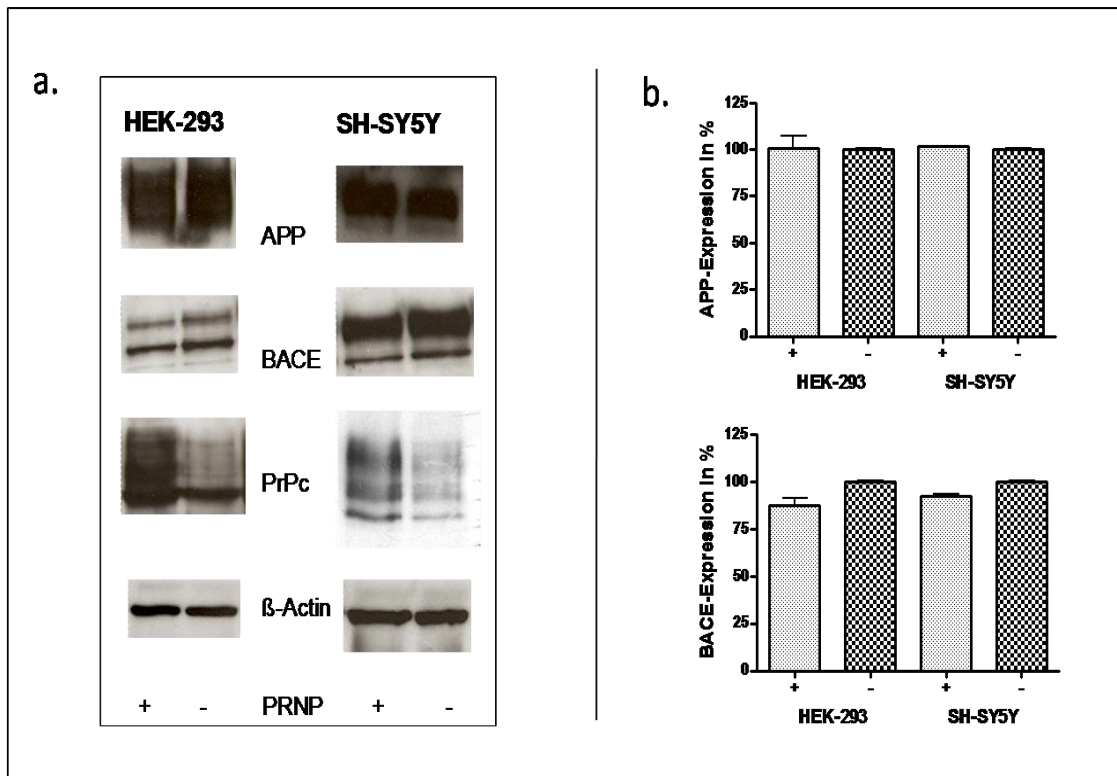 a.
HEK-293 SH-SY5Y
APP
BACE
PrPc
ß-Actin
+ - PRNP + -
b.
APP-Expression in %
125
100
75
50
25
0
+ - + -
HEK-293 SH-SY5Y
BACE-Expression in %
125
100
75
50
25
0
+ - + -
HEK-293 SH-SY5Y